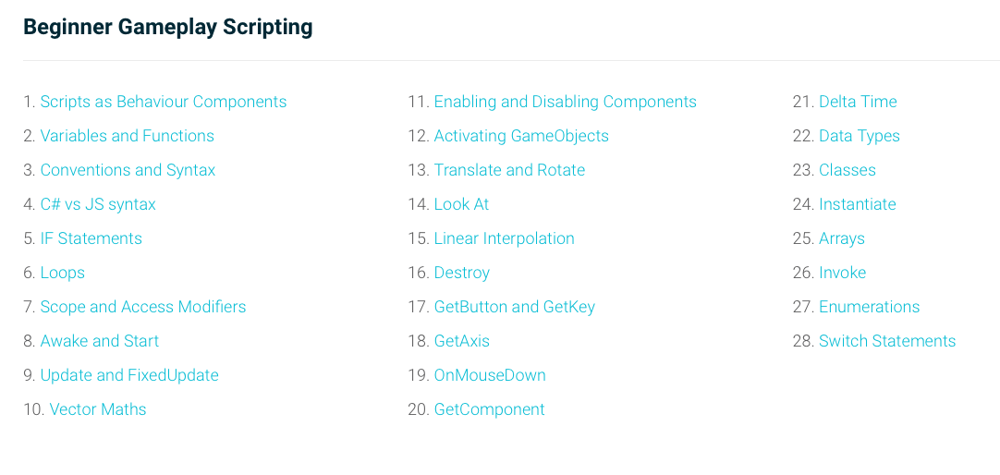 Beginner Gameplay Scripting
1. Scripts as Behaviour Components
2. Variables and Functions
3. Conventions and Syntax
4. C# vs JS syntax
5. IF Statements
6. Loops
7. Scope and Access Modifiers
8. Awake and Start
9. Update and FixedUpdate
10. Vector Maths
11. Enabling and Disabling Components
12. Activating GameObjects
13. Translate and Rotate
14. Look At
15. Linear Interpolation
16. Destroy
17. GetButton and GetKey
18. GetAxis
19. OnMouseDown
20. GetComponent
21. Delta Time
22. Data Types
23. Classes
24. Instantiate
25. Arrays
26. Invoke
27. Enumerations
28. Switch Statements